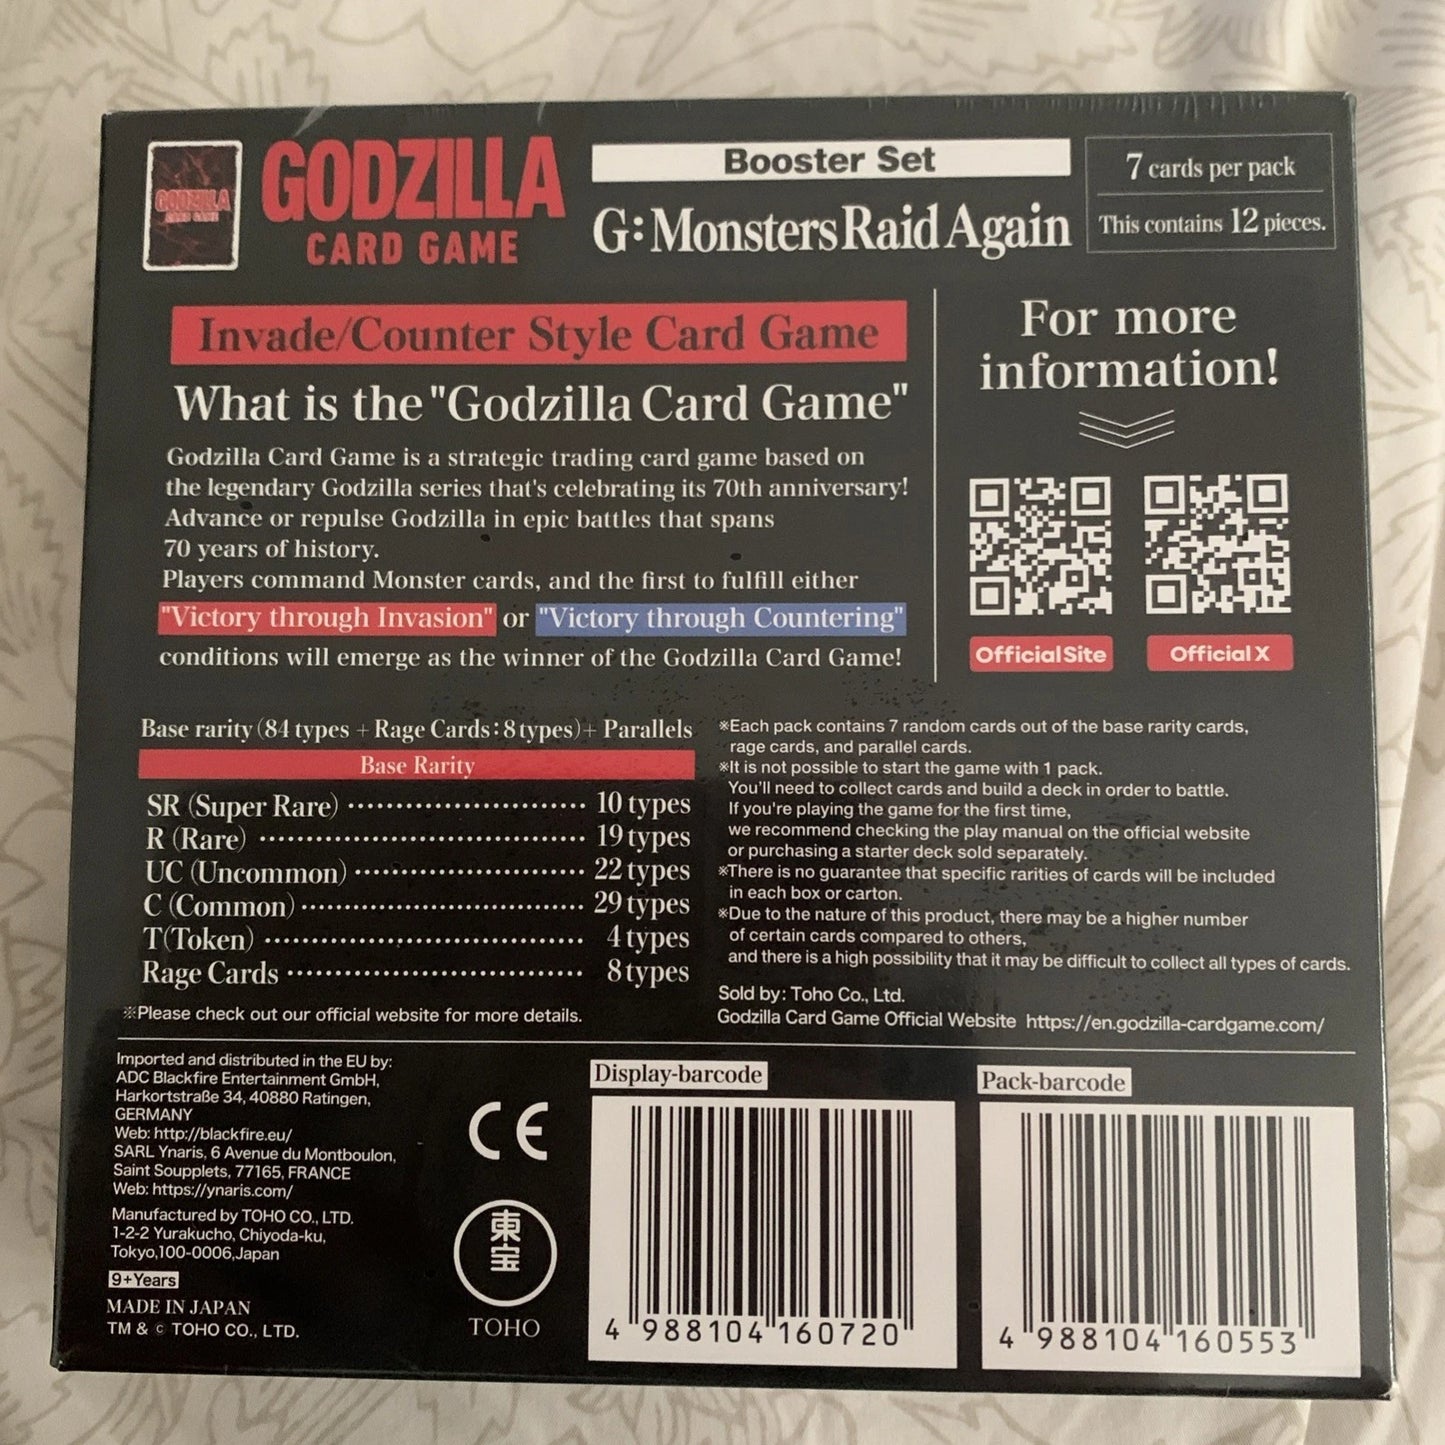 GODZILLA
CARD GAME
GODZILLA
CARD GAME
Booster Set
G:Monsters Raid Again
7 cards per pack
This contains 12 pieces.
Invade/Counter Style Card Game
What is the "Godzilla Card Game"
Godzilla Card Game is a strategic trading card game based on
the legendary Godzilla series that's celebrating its 70th anniversary!
Advance or repulse Godzilla in epic battles that spans
70 years of history.
Players command Monster cards, and the first to fulfill either
"Victory through Invasion" or "Victory through Countering"
conditions will emerge as the winner of the Godzilla Card Game!
For more
information!
Official Site
Official X
Base rarity (84 types + Rage Cards:8 types)+ Parallels
Base Rarity
SR (Super Rare) ························· 10 types
R (Rare) ··································· 19 types
UC (Uncommon) ························ 22 types
C (Common) ······························ 29 types
T(Token) ·································· 4 types
Rage Cards ······························· 8 types
※Please check out our official website for more details.
※Each pack contains 7 random cards out of the base rarity cards,
rage cards, and parallel cards.
※It is not possible to start the game with 1 pack.
You'll need to collect cards and build a deck in order to battle.
If you're playing the game for the first time,
we recommend checking the play manual on the official website
or purchasing a starter deck sold separately.
※There is no guarantee that specific rarities of cards will be included
in each box or carton.
※Due to the nature of this product, there may be a higher number
of certain cards compared to others,
and there is a high possibility that it may be difficult to collect all types of cards.
Sold by: Toho Co., Ltd.
Godzilla Card Game Official Website https://en.godzilla-cardgame.com/
Imported and distributed in the EU by:
ADC Blackfire Entertainment GmbH,
Harkortstraße 34, 40880 Ratingen,
GERMANY
Web: http://blackfire.eu/
SARL Ynaris, 6 Avenue du Montboulon,
Saint Soupplets, 77165, FRANCE
Web: https://ynaris.com/
Manufactured by TOHO CO., LTD.
1-2-2 Yurakucho, Chiyoda-ku,
Tokyo,100-0006,Japan
9+Years
MADE IN JAPAN
TM & © TOHO CO., LTD.
CE
東宝
TOHO
Display-barcode
4 988104 160720
Pack-barcode
4 988104 160553